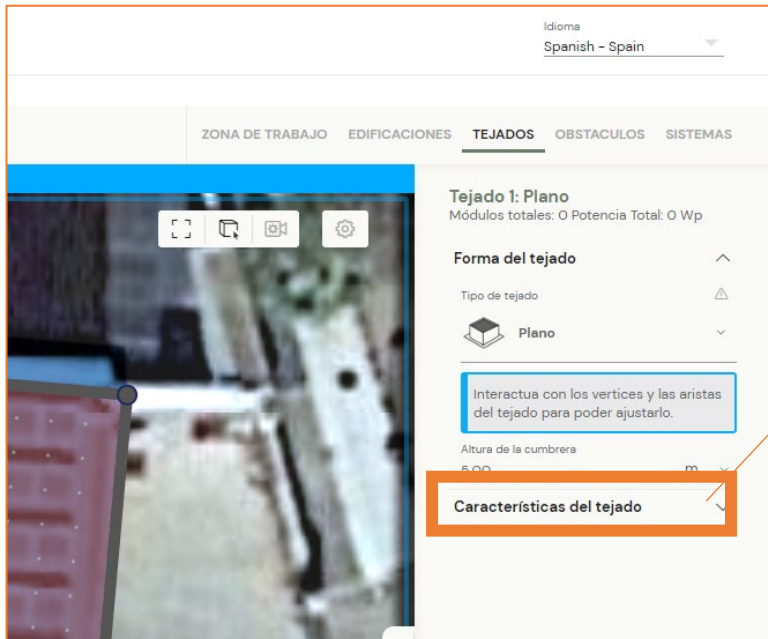 Idioma
Spanish - Spain
ZONA DE TRABAJO EDIFICACIONES TEJADOS OBSTACULOS SISTEMAS
Tejado 1: Plano
Módulos totales: 0 Potencia Total: 0 Wp
Forma del tejado
Tipo de tejado
Plano
Interactua con los vertices y las aristas
del tejado para poder ajustarlo.
Altura de la cumbrera
5,00 m
Características del tejado